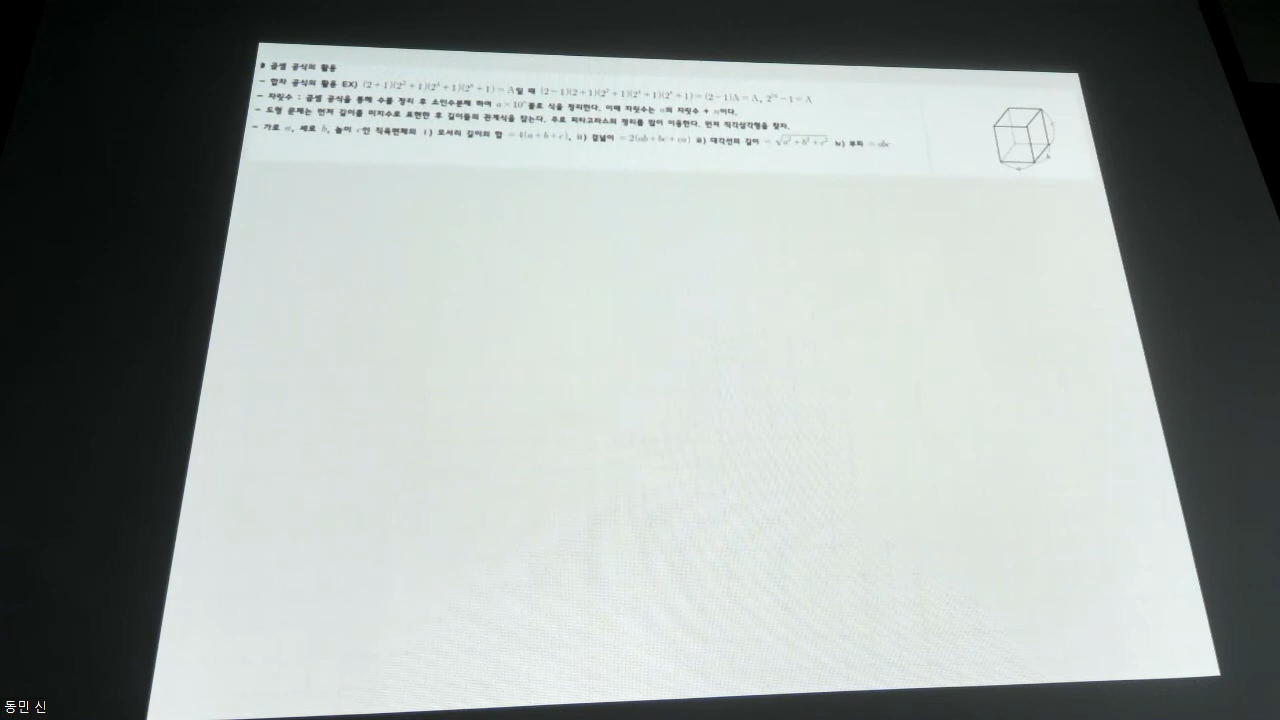 곱셈 공식의 활용
- 합차 공식의 활용 EX) (2+1)(2²+1)(2⁴+1)(2⁸+1)=A일 때 (2-1)(2+1)(2²+1)(2⁴+1)(2⁸+1)=(2-1)A=A, 2¹⁶-1=A
- 자릿수 : 곱셈 공식을 통해 수를 정리 후 소인수분해 하여 a×10ⁿ꼴로 식을 정리한다. 이때 자릿수는 a의 자릿수 + n이다.
- 도형 문제는 먼저 길이를 미지수로 표현한 후 길이들의 관계식을 잡는다. 주로 피타고라스의 정리를 많이 이용한다. 먼저 직각삼각형을 찾자.
- 가로 a, 세로 b, 높이 c인 직육면체의 i) 모서리 길이의 합 =4(a+b+c), ii) 겉넓이 =2(ab+bc+ca) iii) 대각선의 길이 =√a²+b²+c² iv) 부피 =abc
동민 신